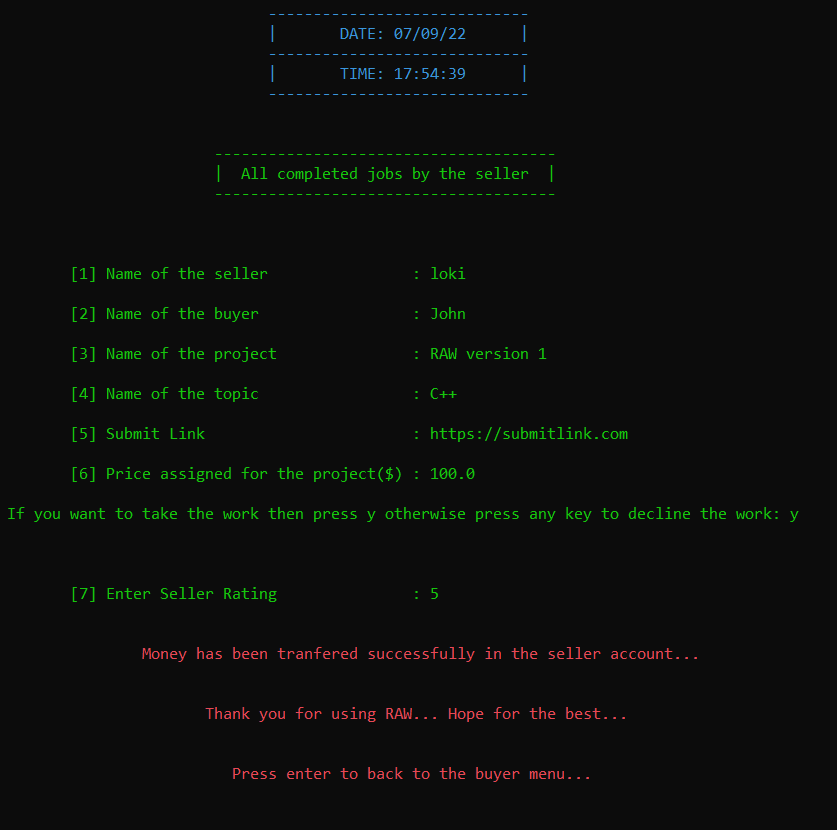 -----------------------------
|       DATE: 07/09/22      |
-----------------------------
|       TIME: 17:54:39      |
-----------------------------
--------------------------------------
|  All completed jobs by the seller  |
--------------------------------------
[1] Name of the seller                : loki
[2] Name of the buyer                 : John
[3] Name of the project               : RAW version 1
[4] Name of the topic                 : C++
[5] Submit Link                       : https://submitlink.com
[6] Price assigned for the project($) : 100.0
If you want to take the work then press y otherwise press any key to decline the work: y
[7] Enter Seller Rating               : 5
Money has been tranfered successfully in the seller account...
Thank you for using RAW... Hope for the best...
Press enter to back to the buyer menu...